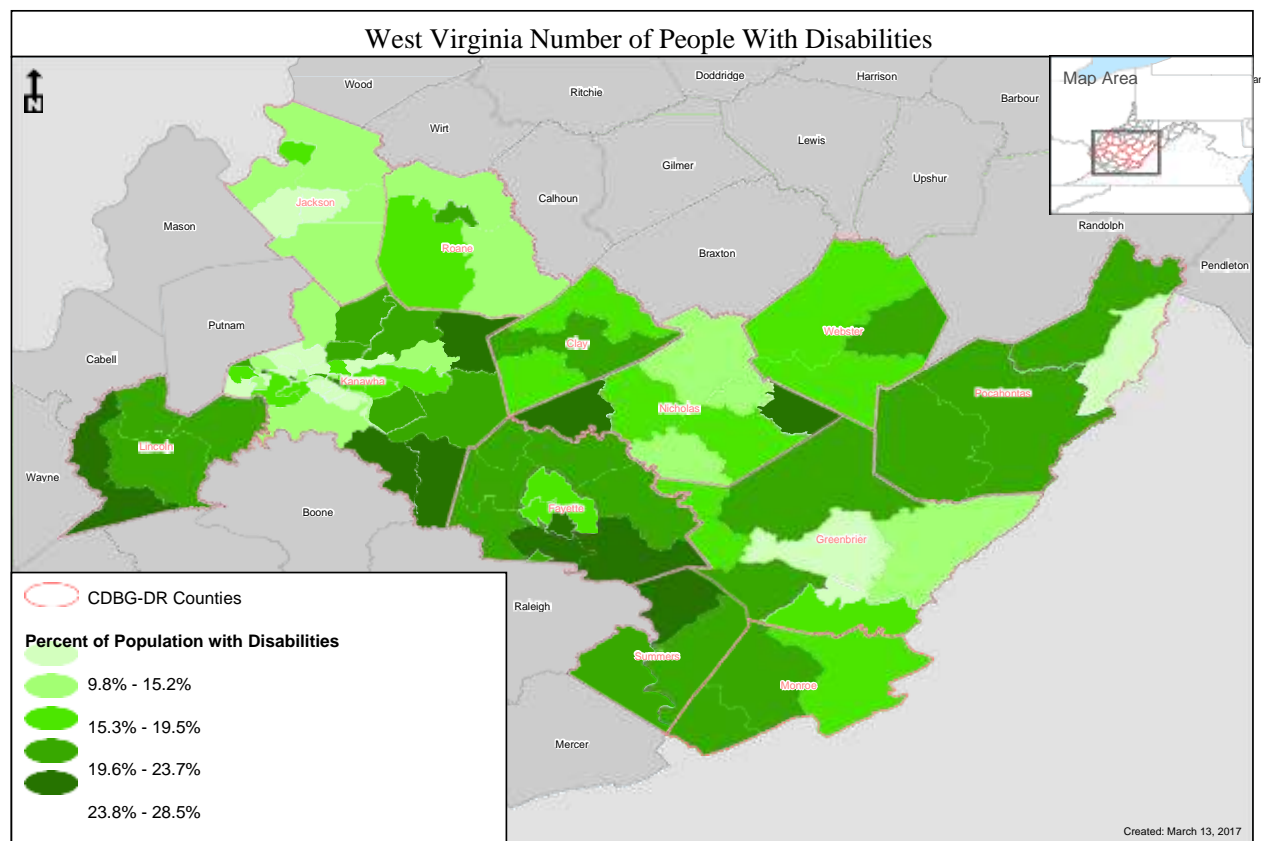 West Virginia Number of People With Disabilities
N
Wood
Doddridge
Harrison
Ritchie
Barbour
Map Area
Wirt
Lewis
Gilmer
Upshur
Calhoun
Jackson
Mason
Roane
Braxton
Randolph
Pendleton
Putnam
Webster
Clay
Cabell
Kanawha
Pocahontas
Nicholas
Lincoln
Wayne
Boone
Fayette
Greenbrier
Raleigh
Summers
Monroe
Mercer
CDBG-DR Counties
Percent of Population with Disabilities
9.8% - 15.2%
15.3% - 19.5%
19.6% - 23.7%
23.8% - 28.5%
Created: March 13, 2017